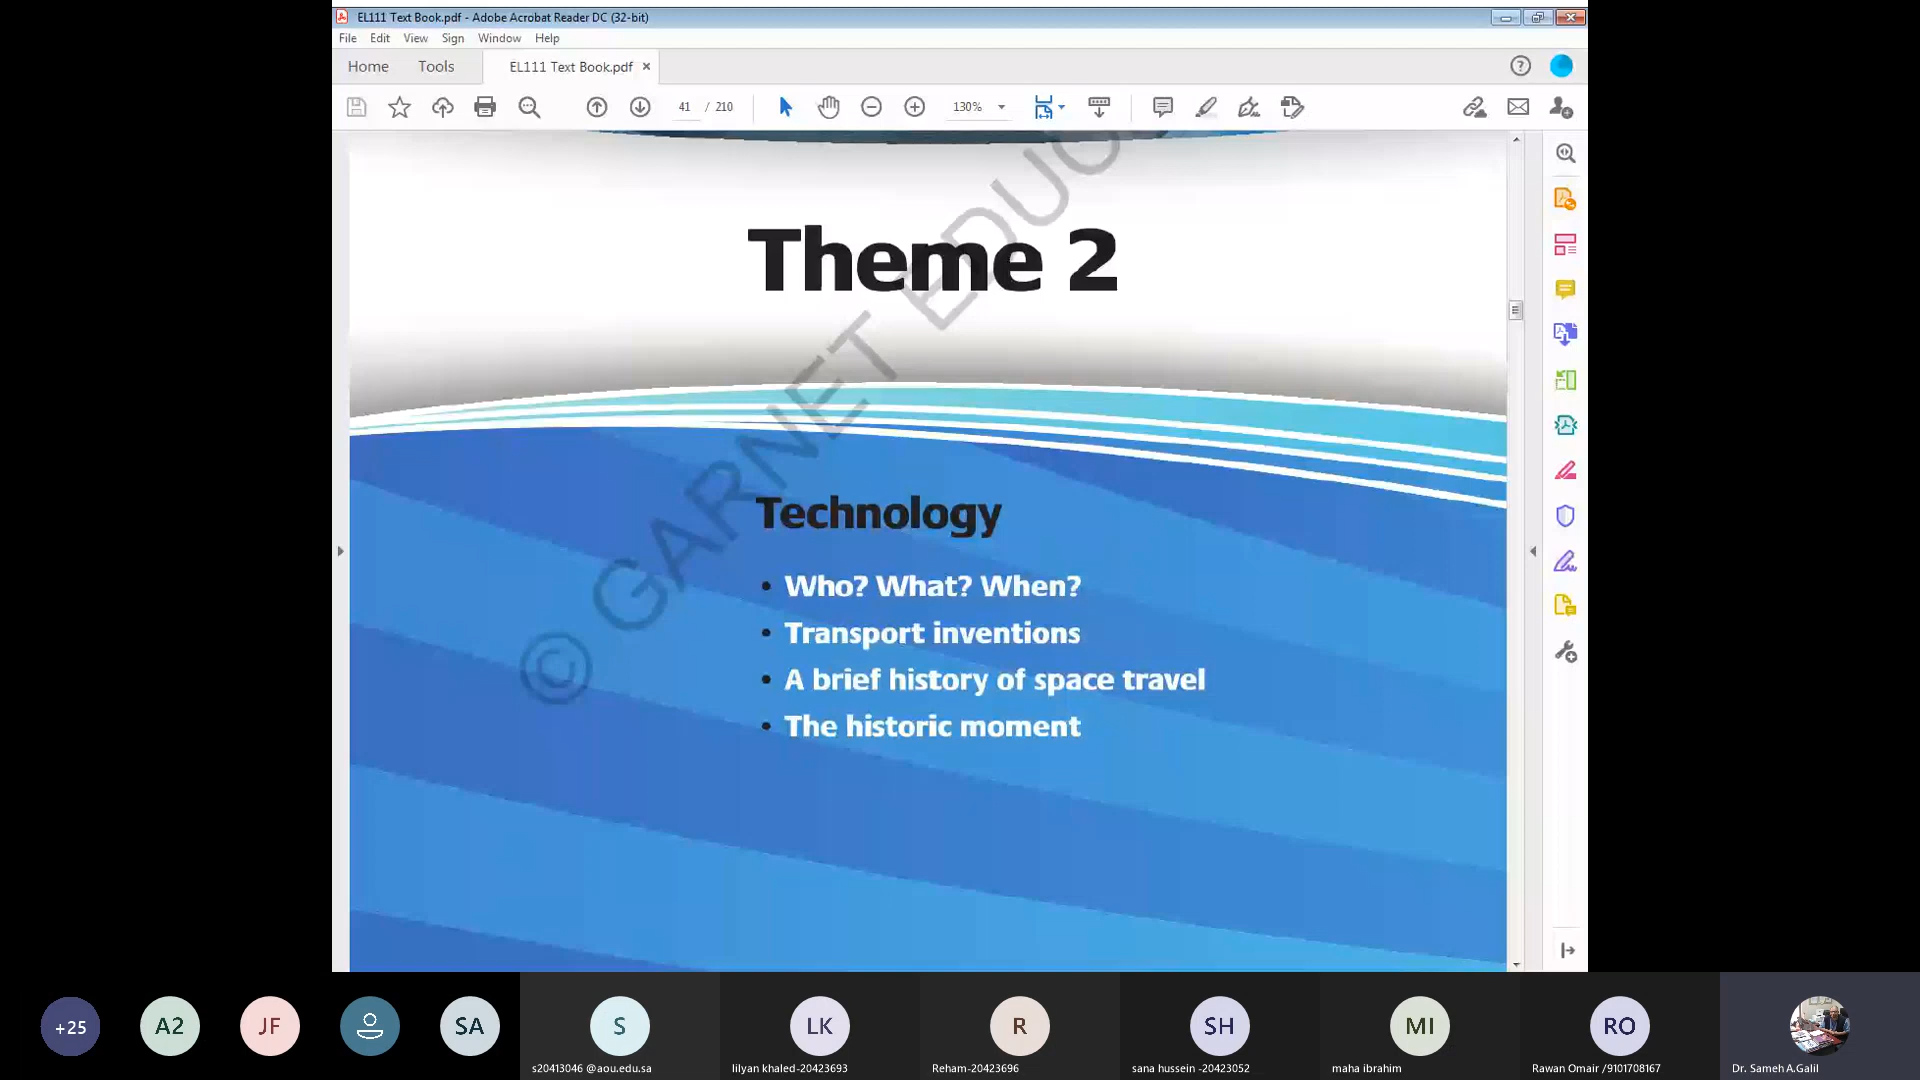 EL111 Text Book.pdf - Adobe Acrobat Reader DC (32-bit)
File Edit View Sign Window Help
Home Tools EL111 Text Book.pdf
41 / 210 130%
Theme 2
© GARNET EDUC
Technology
• Who? What? When?
• Transport inventions
• A brief history of space travel
• The historic moment
+25 A2 JF SA S LK R SH MI RO
s20413046 @aou.edu.sa lilyan khaled-20423693 Reham-20423696 sana hussein -20423052 maha ibrahim Rawan Omair /9101708167 Dr. Sameh A.Galil